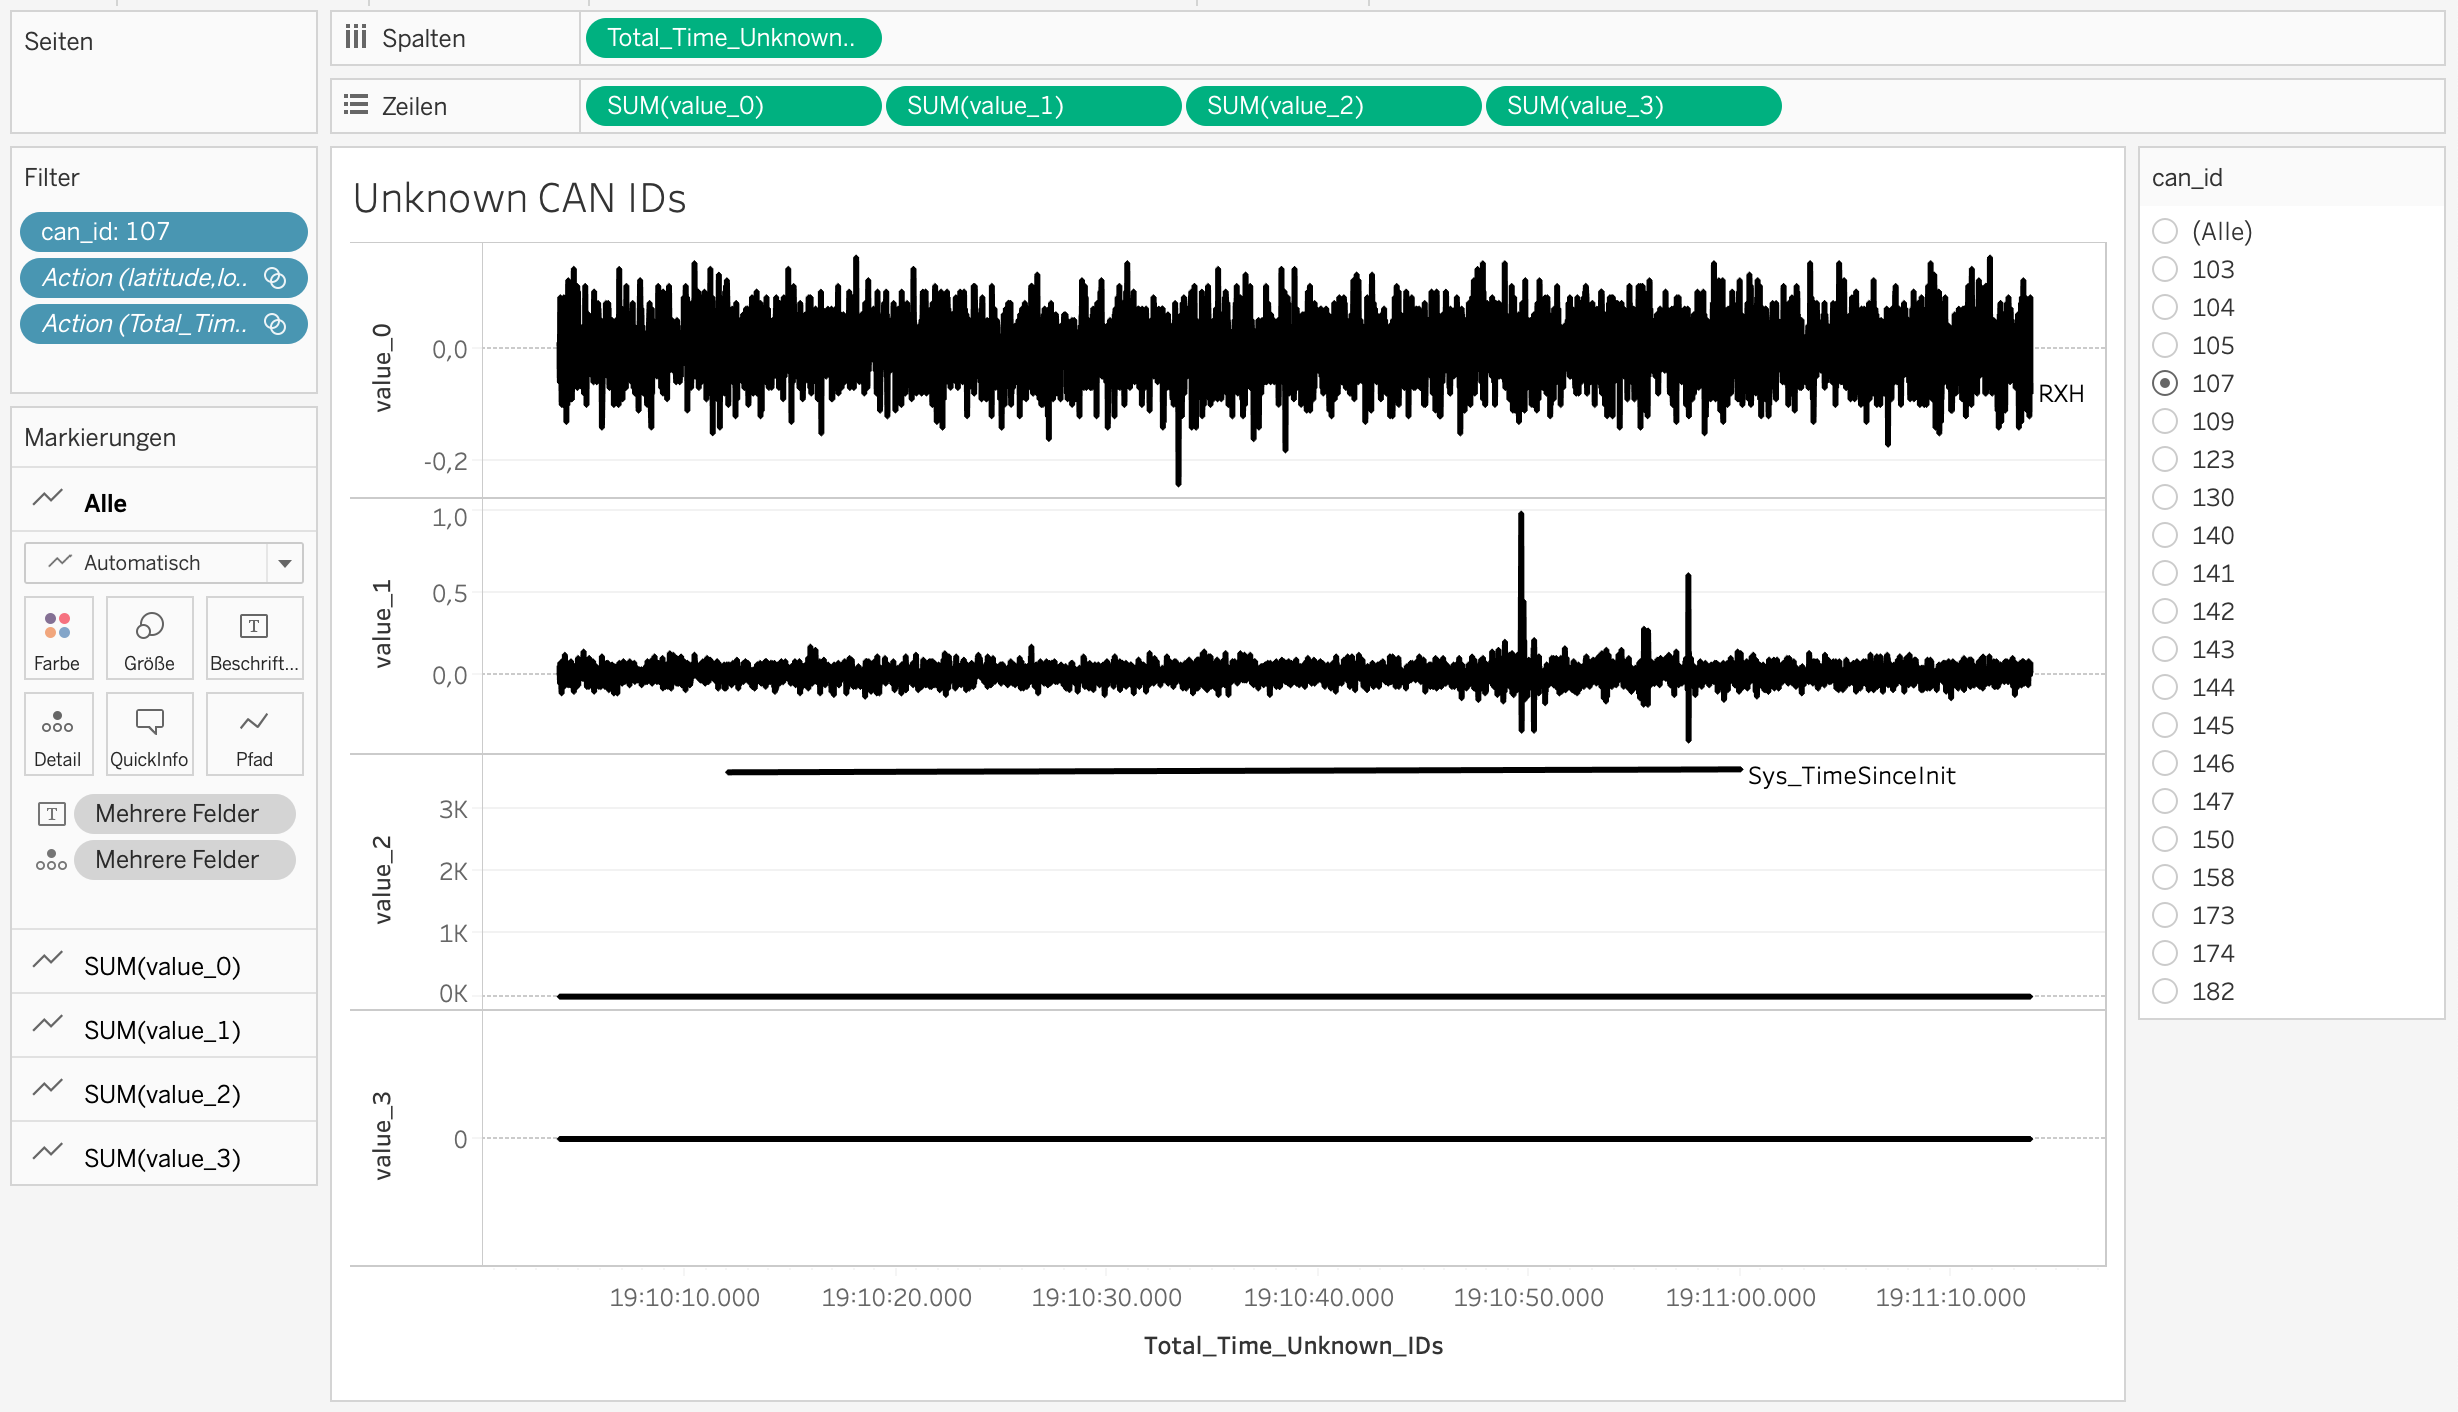 Seiten
Spalten
Total_Time_Unknown..
Zeilen
SUM(value_0)
SUM(value_1)
SUM(value_2)
SUM(value_3)
Filter
can_id: 107
Action (latitude,lo..
Action (Total_Tim..
Markierungen
Alle
Automatisch
Farbe
Größe
T
Beschrift...
Detail
QuickInfo
Pfad
T
Mehrere Felder
Mehrere Felder
SUM(value_0)
SUM(value_1)
SUM(value_2)
SUM(value_3)
Unknown CAN IDs
value_0
0,0
-0,2
RXH
value_1
1,0
0,5
0,0
value_2
3K
2K
1K
0K
Sys_TimeSinceInit
value_3
0
19:10:10.000
19:10:20.000
19:10:30.000
19:10:40.000
19:10:50.000
19:11:00.000
19:11:10.000
Total_Time_Unknown_IDs
can_id
(Alle)
103
104
105
107
109
123
130
140
141
142
143
144
145
146
147
150
158
173
174
182